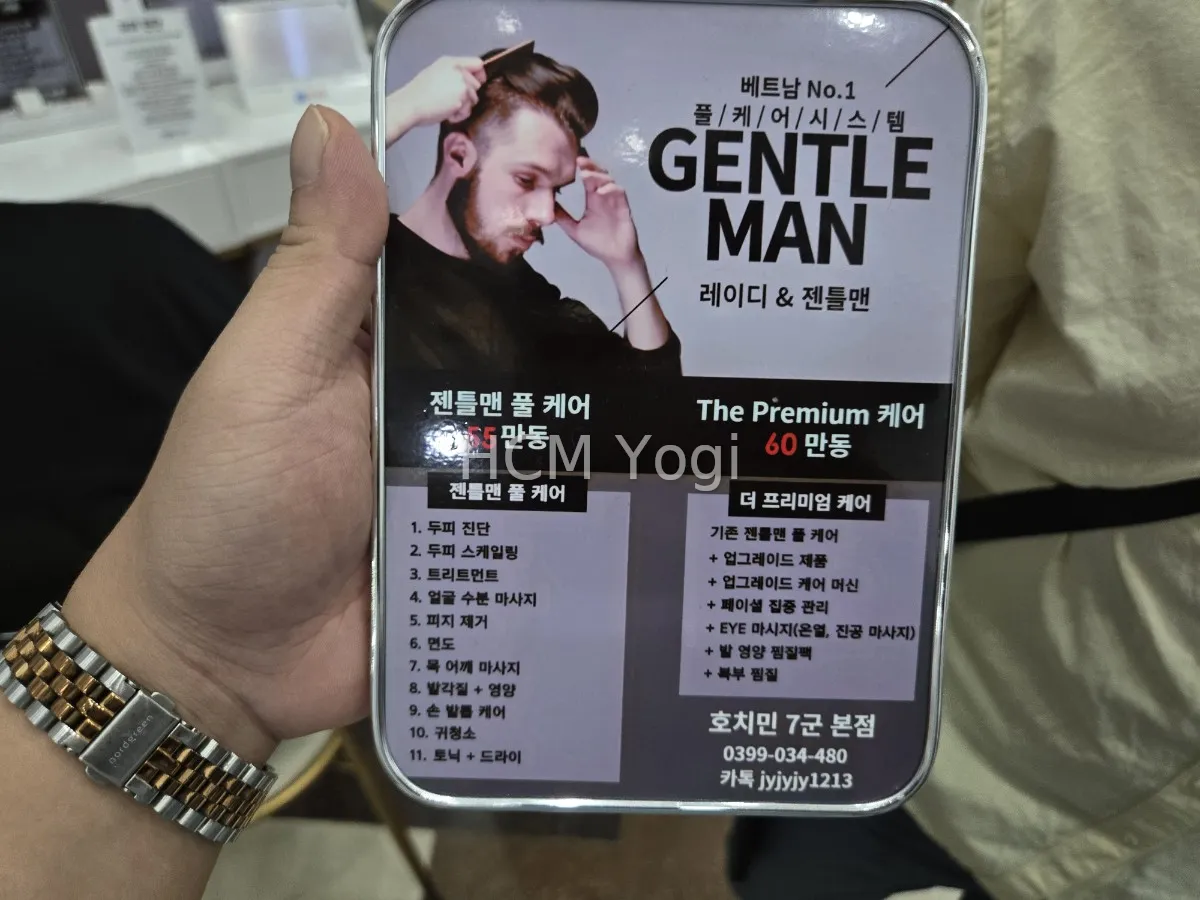 베트남 No.1
풀/케/어/시/스/템
GENTLE
MAN
레이디 & 젠틀맨
젠틀맨 풀 케어
55 만동
The Premium 케어
60 만동
HCM Yogi
젠틀맨 풀 케어
1. 두피 진단
2. 두피 스케일링
3. 트리트먼트
4. 얼굴 수분 마사지
5. 피지 제거
6. 면도
7. 목 어깨 마사지
8. 발각질 + 영양
9. 손 발톱 케어
10. 귀청소
11. 토닉 + 드라이
더 프리미엄 케어
기존 젠틀맨 풀 케어
+ 업그레이드 제품
+ 업그레이드 케어 머신
+ 페이셜 집중 관리
+ EYE 마시지(온열, 진공 마사지)
+ 발 영양 찜질팩
+ 복부 찜질
호치민 7군 본점
0399-034-480
카톡 jyjyjy1213
nordgreen